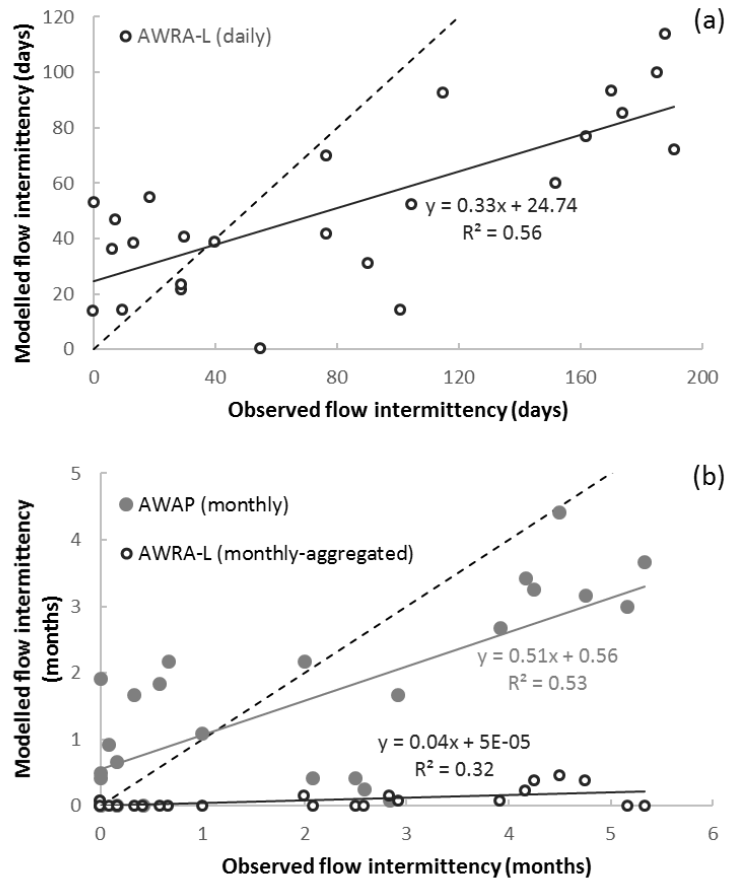 (a)
AWRA-L (daily)
Modelled flow intermittency (days)
120
100
80
60
40
20
0
y = 0.33x + 24.74
R² = 0.56
0 40 80 120 160 200
Observed flow intermittency (days)
(b)
AWAP (monthly)
AWRA-L (monthly-aggregated)
Modelled flow intermittency
(months)
5
4
3
2
1
0
y = 0.51x + 0.56
R² = 0.53
y = 0.04x + 5E-05
R² = 0.32
0 1 2 3 4 5 6
Observed flow intermittency (months)